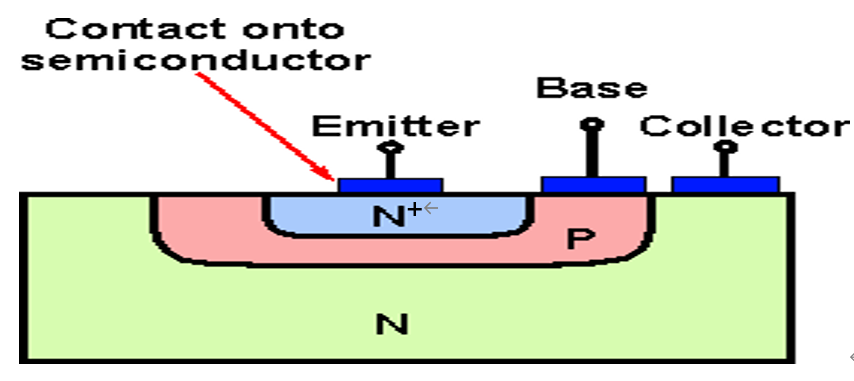 Contact onto
semiconductor
Base
Emitter
Collector
N+
P
N